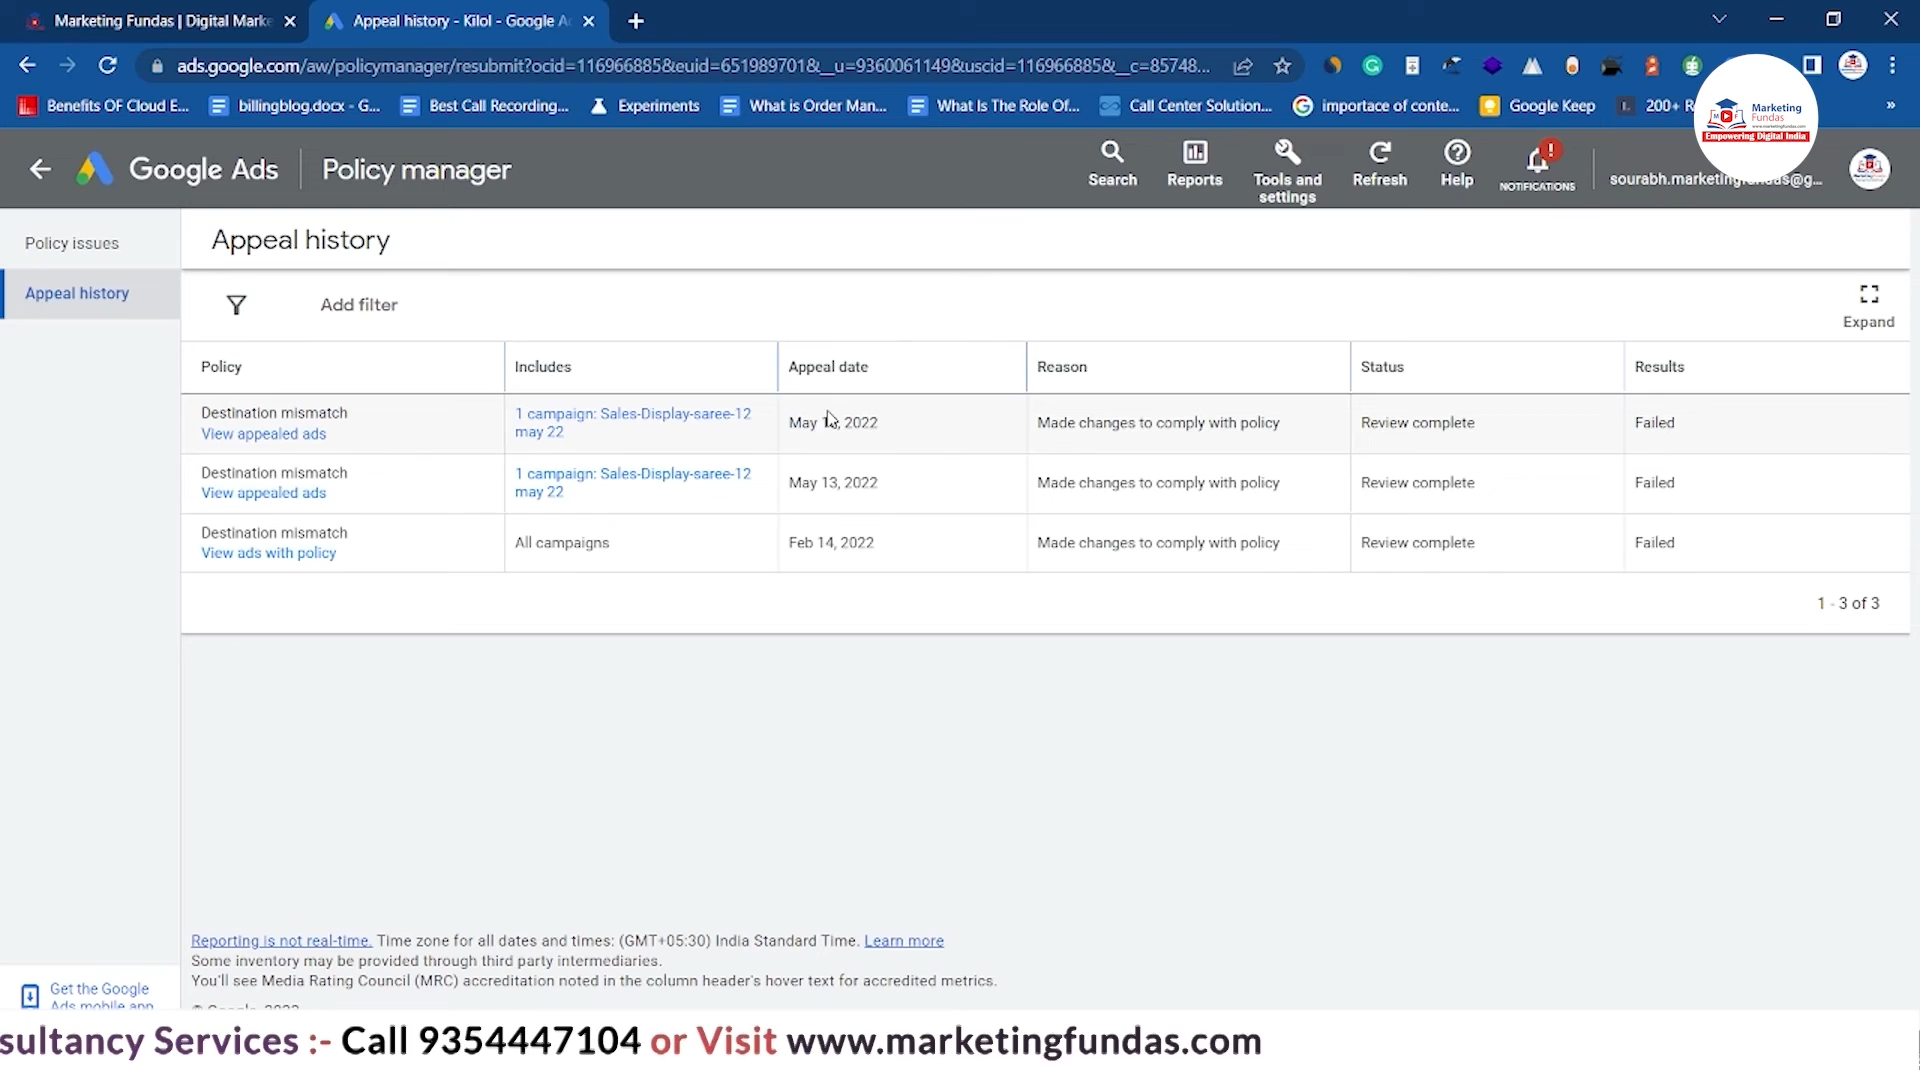 Marketing Fundas | Digital Marke
Appeal history - Kilol - Google A
ads.google.com/aw/policymanager/resubmit?ocid=116966885&euid=651989701&__u=9360061149&uscid=116966885&__c=85748...
Benefits OF Cloud E...
billingblog.docx - G...
Best Call Recording...
Experiments
What is Order Man...
What Is The Role Of...
Call Center Solution...
importace of conte...
Google Keep
200+ R
»
Marketing
Fundas
www.marketingfundas.com
Empowering Digital India
Google Ads
Policy manager
Search
Reports
Tools and
settings
Refresh
Help
NOTIFICATIONS
sourabh.marketingfundas@g...
Policy issues
Appeal history
Appeal history
Add filter
Expand
Policy
Includes
Appeal date
Reason
Status
Results
Destination mismatch
View appealed ads
1 campaign: Sales-Display-saree-12
may 22
May 2022
Made changes to comply with policy
Review complete
Failed
Destination mismatch
View appealed ads
1 campaign: Sales-Display-saree-12
may 22
May 13, 2022
Made changes to comply with policy
Review complete
Failed
Destination mismatch
View ads with policy
All campaigns
Feb 14, 2022
Made changes to comply with policy
Review complete
Failed
1 - 3 of 3
Reporting is not real-time. Time zone for all dates and times: (GMT+05:30) India Standard Time. Learn more
Some inventory may be provided through third party intermediaries.
You'll see Media Rating Council (MRC) accreditation noted in the column header's hover text for accredited metrics.
Get the Google
Ads mobile app
sultancy Services :- Call 9354447104 or Visit www.marketingfundas.com